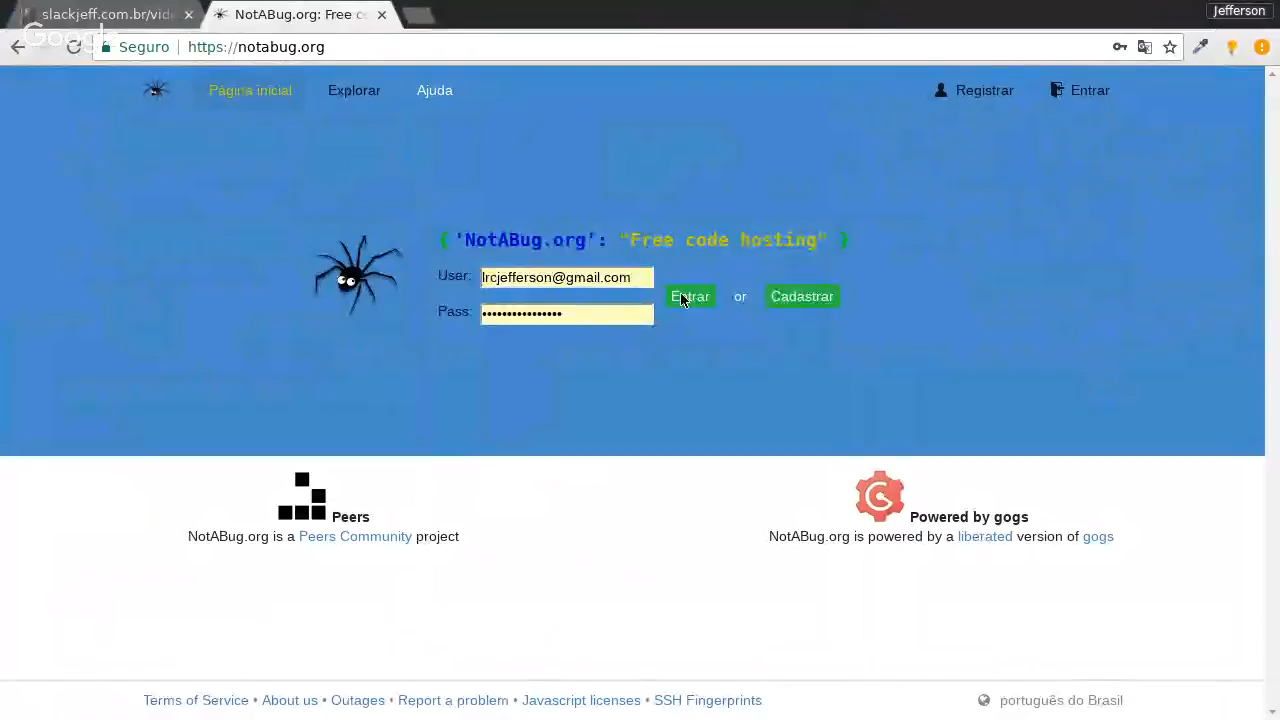 slackjeff.com.br/vid
NotABug.org: Free c
Jefferson
Google
Seguro
https://notabug.org
Página inicial
Explorar
Ajuda
Registrar
Entrar
{ 'NotABug.org': "Free code hosting" }
User: lrcjefferson@gmail.com
Entrar or Cadastrar
Pass: ••••••••••••••••
Peers
NotABug.org is a Peers Community project
Powered by gogs
NotABug.org is powered by a liberated version of gogs
Terms of Service • About us • Outages • Report a problem • Javascript licenses • SSH Fingerprints
português do Brasil